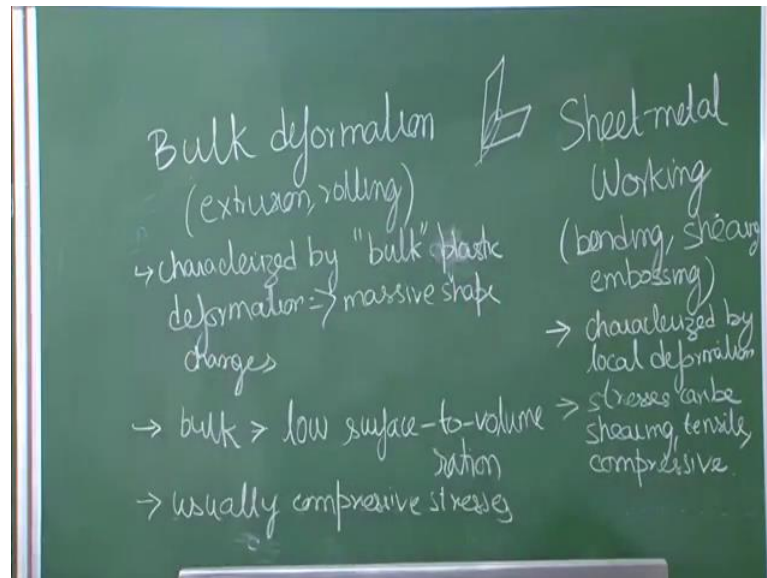 Bulk deformation
(extrusion, rolling)
↳ characterized by "bulk" plastic
deformation => massive shape
changes
→ bulk > low surface-to-volume
ration
→ usually compressive stresses
Sheet-metal
Working
(bending, shearing
embossing)
→ characterized by
local deformation
→ stresses can be
shearing, tensile,
compressive.